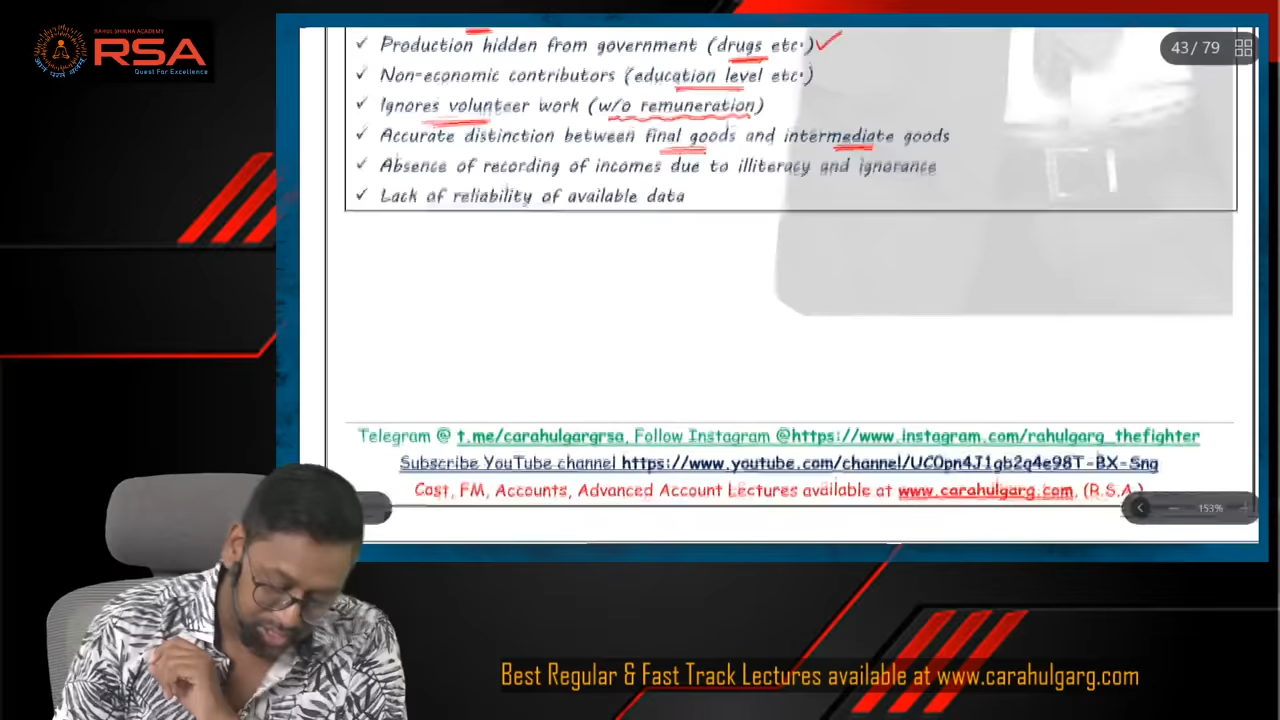 RAHUL SHIKHA ACADEMY
RSA
Quest For Excellence
✓ Production hidden from government (drugs etc.)
✓ Non-economic contributors (education level etc.)
✓ Ignores volunteer work (w/o remuneration)
✓ Accurate distinction between final goods and intermediate goods
✓ Absence of recording of incomes due to illiteracy and ignorance
✓ Lack of reliability of available data
43 / 79
Telegram @ t.me/carahulgargrsa, Follow Instagram @https://www.instagram.com/rahulgarg_thefighter
Subscribe YouTube channel https://www.youtube.com/channel/UC0pn4J1gb2q4e98T-BX-Sng
Cost, FM, Accounts, Advanced Account Lectures available at www.carahulgarg.com, (R.S.A.)
153%
Best Regular & Fast Track Lectures available at www.carahulgarg.com